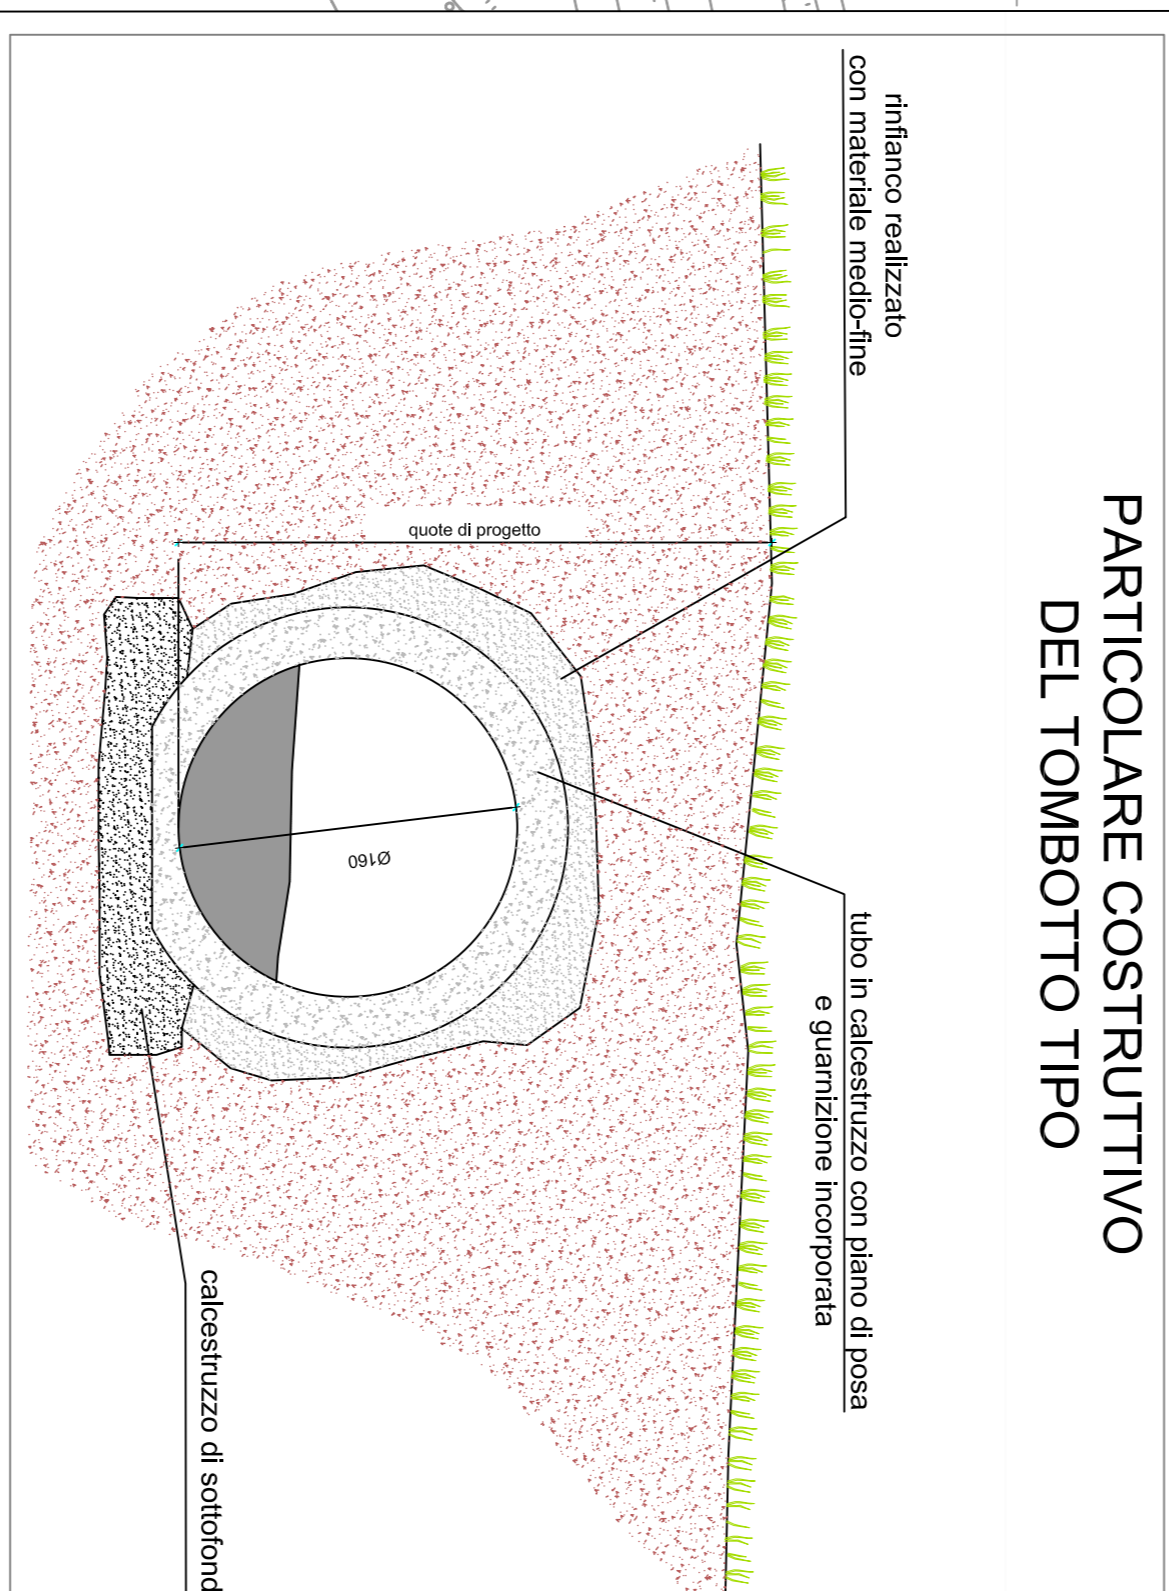 PARTICOLARE COSTRUTTIVO
DEL TOMBOTTO TIPO
rinfianco realizzato
con materiale medio-fine
tubo in calcestruzzo con piano di posa
e guarnizione incorporata
quote di progetto
Ø160
calcestruzzo di sottofond